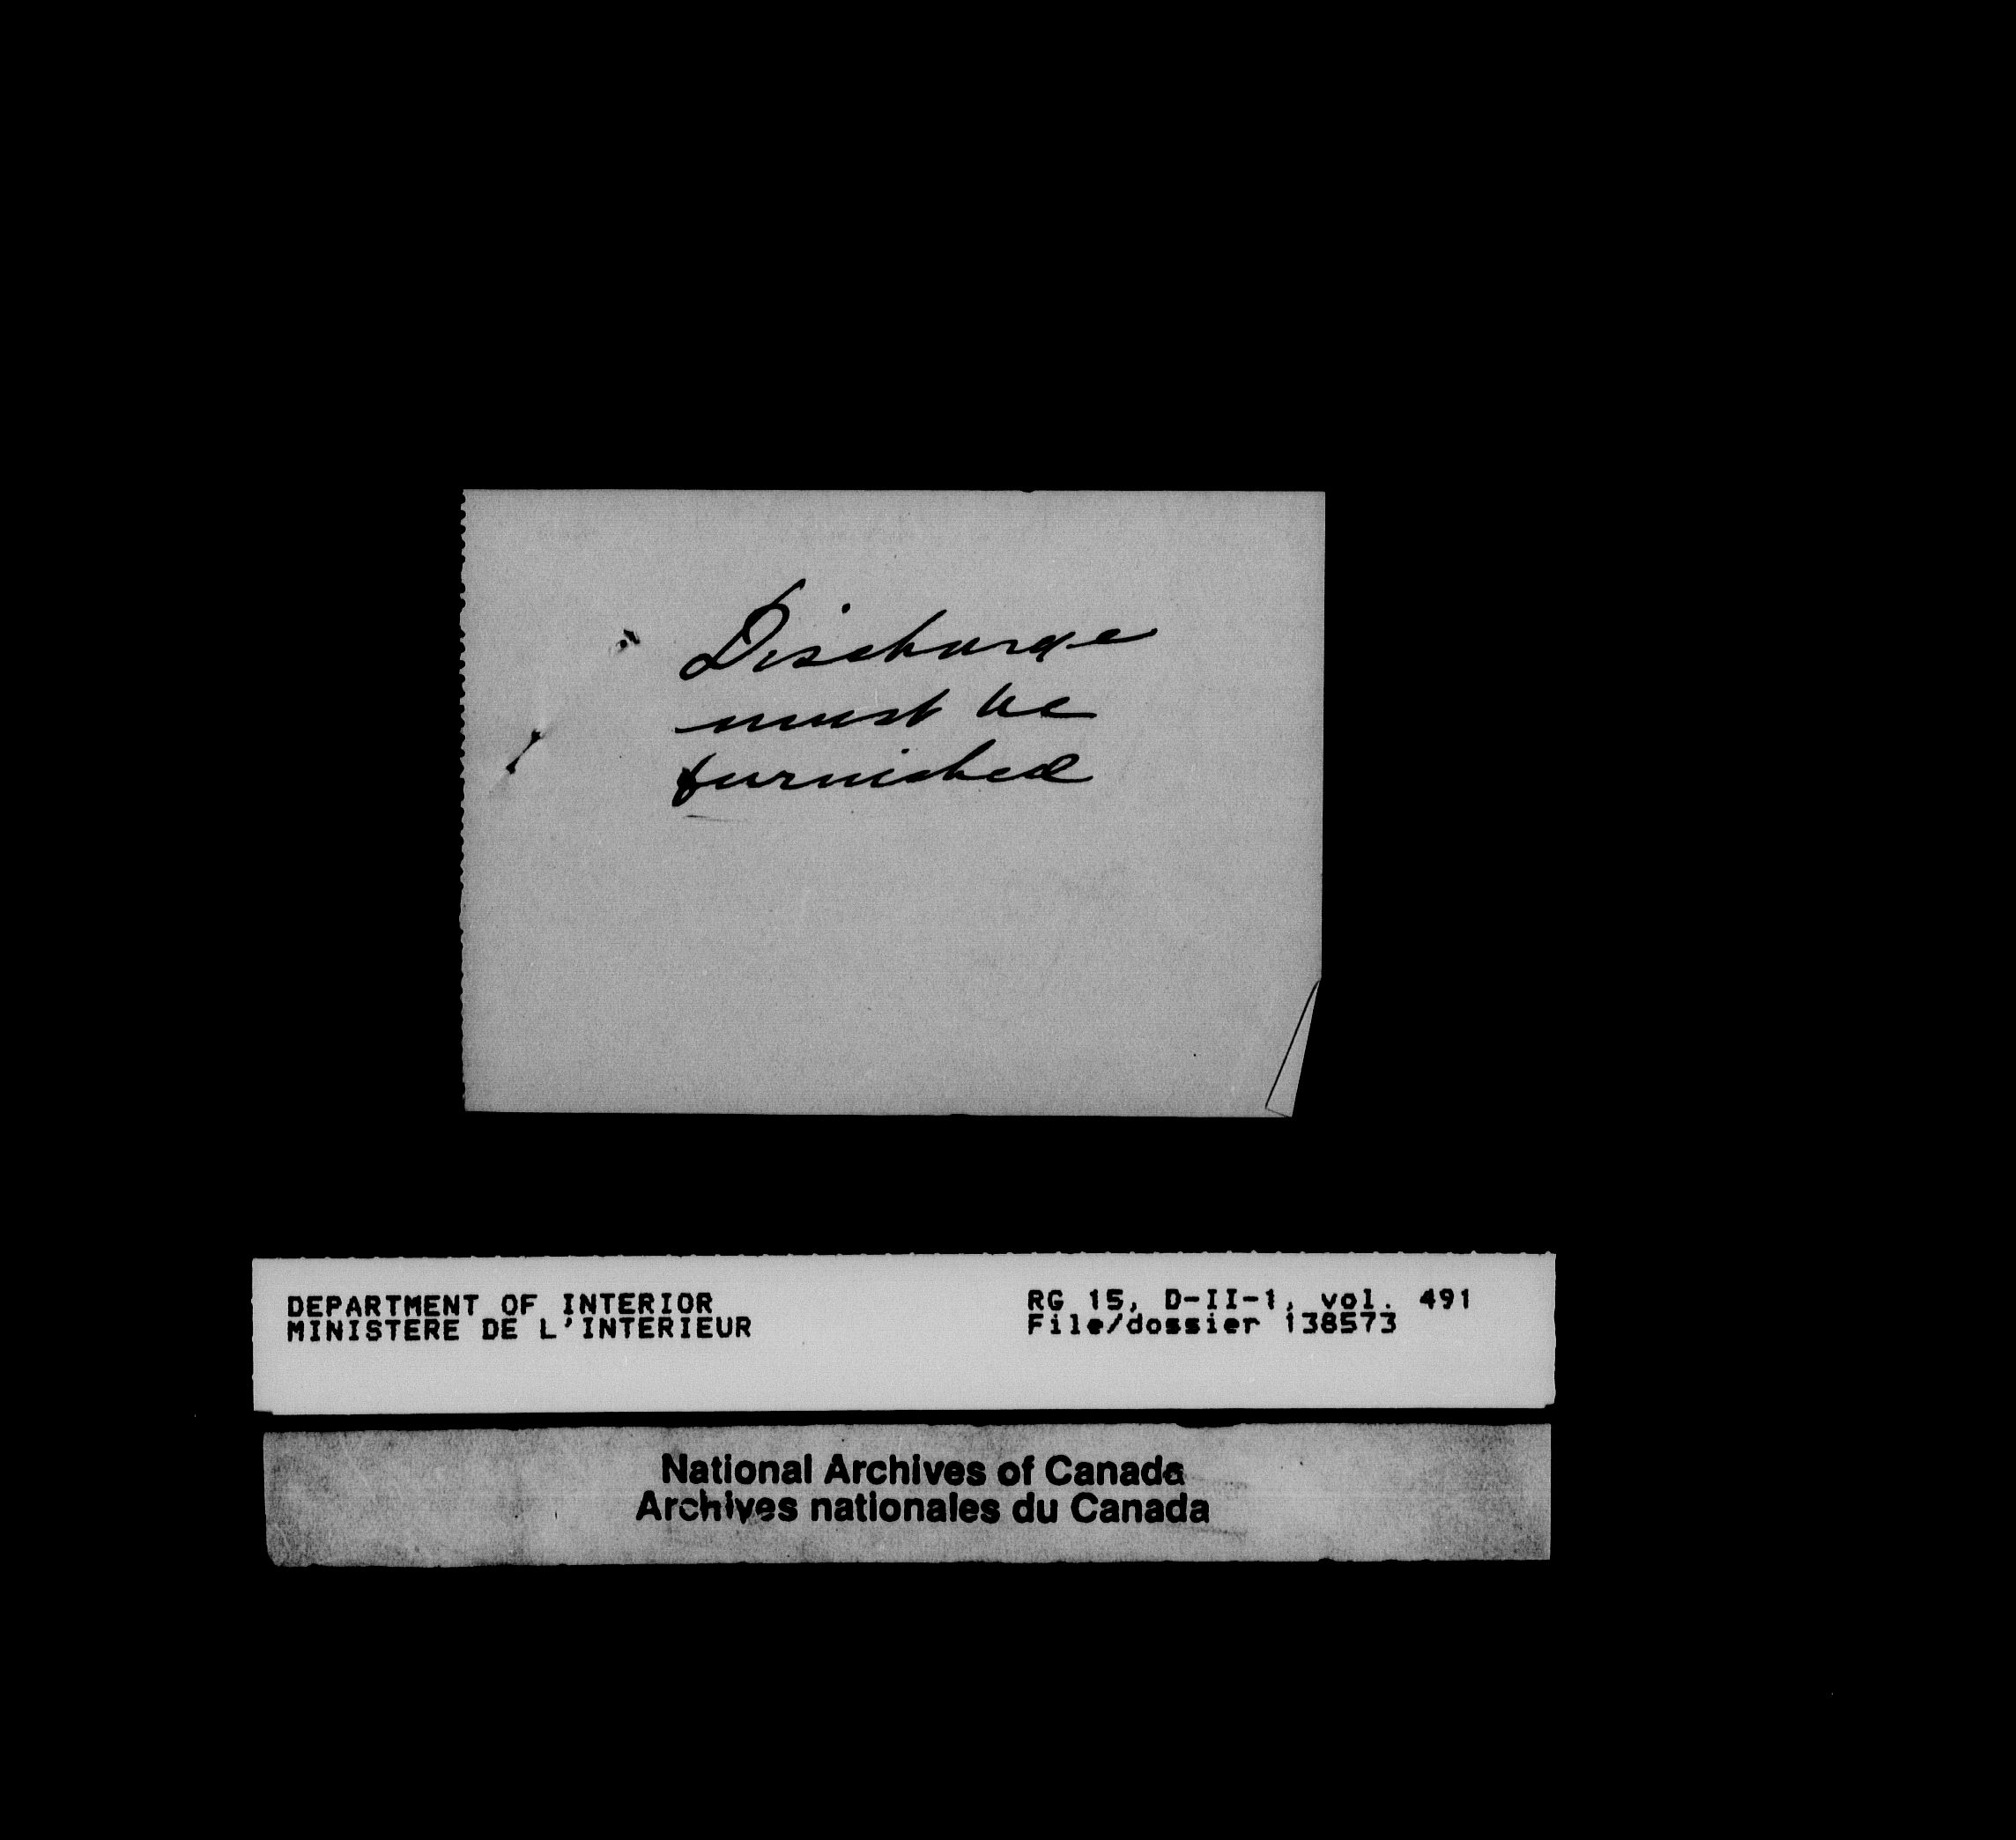 Discharge
must be
furnished
DEPARTMENT OF INTERIOR
MINISTERE DE L'INTERIEUR
RG 15, D-II-1, vol. 491
File/dossier 138573
National Archives of Canada
Archives nationales du Canada